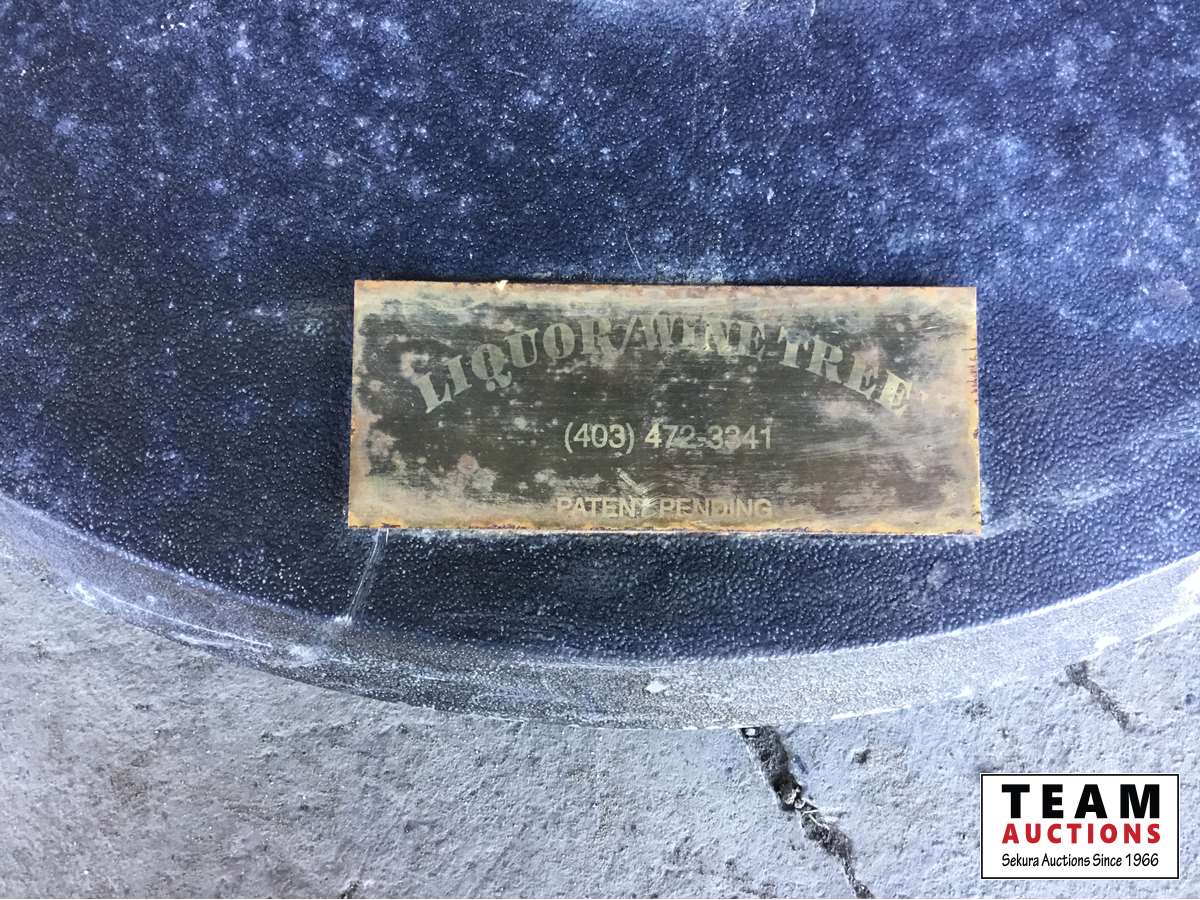 LIQUOR/WINE TREE
(403) 472-3341
PATENT PENDING
TEAM
AUCTIONS
Sekura Auctions Since 1966